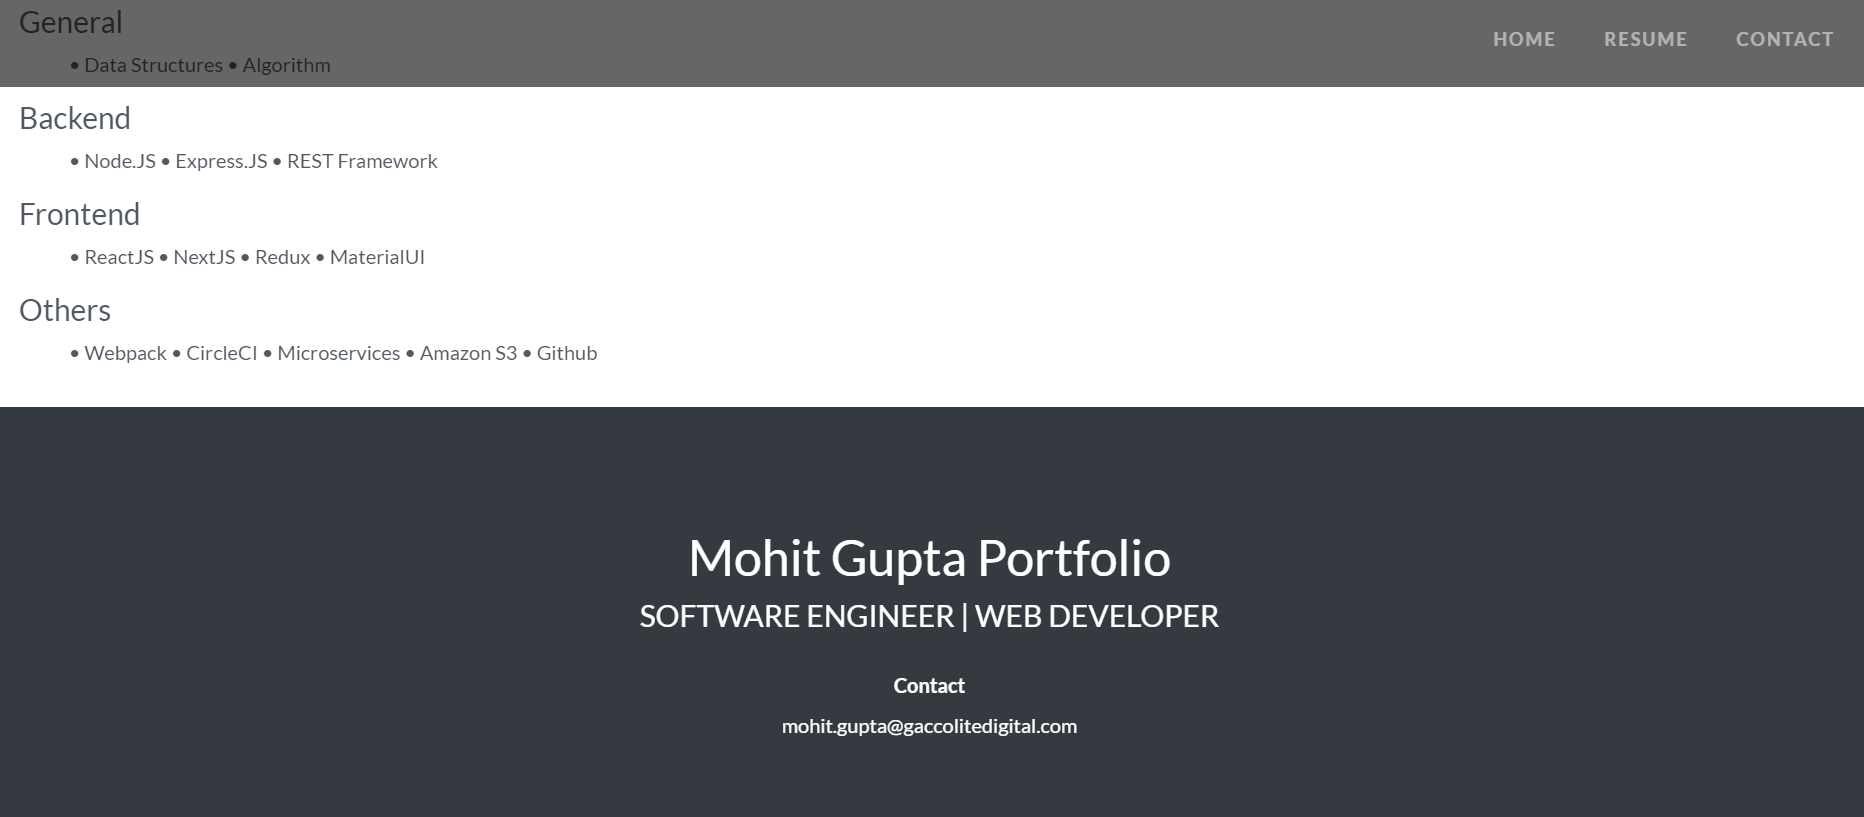 General
HOME RESUME CONTACT
• Data Structures • Algorithm
Backend
• Node.JS • Express.JS • REST Framework
Frontend
• ReactJS • NextJS • Redux • MaterialUI
Others
• Webpack • CircleCI • Microservices • Amazon S3 • Github
Mohit Gupta Portfolio
SOFTWARE ENGINEER | WEB DEVELOPER
Contact
mohit.gupta@gaccolitedigital.com